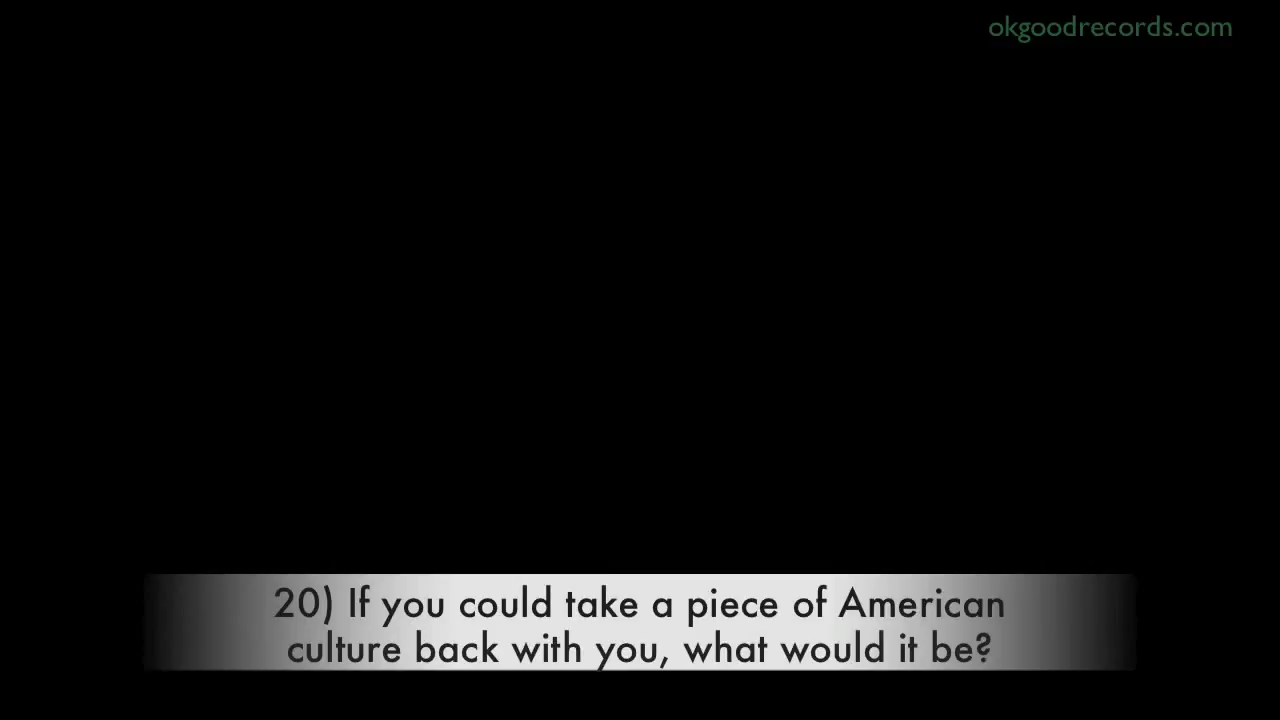 okgoodrecords.com
20) If you could take a piece of American
culture back with you, what would it be?